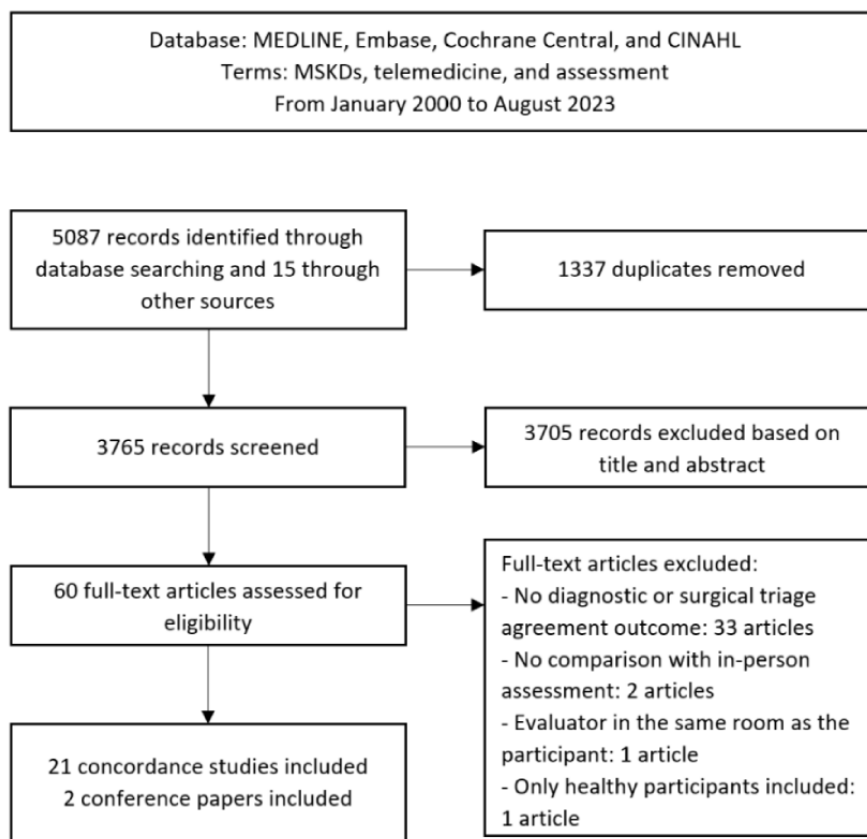 Database: MEDLINE, Embase, Cochrane Central, and CINAHL
Terms: MSKDs, telemedicine, and assessment
From January 2000 to August 2023
5087 records identified through
database searching and 15 through
other sources
1337 duplicates removed
3765 records screened
3705 records excluded based on
title and abstract
60 full-text articles assessed for
eligibility
Full-text articles excluded:
- No diagnostic or surgical triage
agreement outcome: 33 articles
- No comparison with in-person
assessment: 2 articles
- Evaluator in the same room as the
participant: 1 article
- Only healthy participants included:
1 article
21 concordance studies included
2 conference papers included